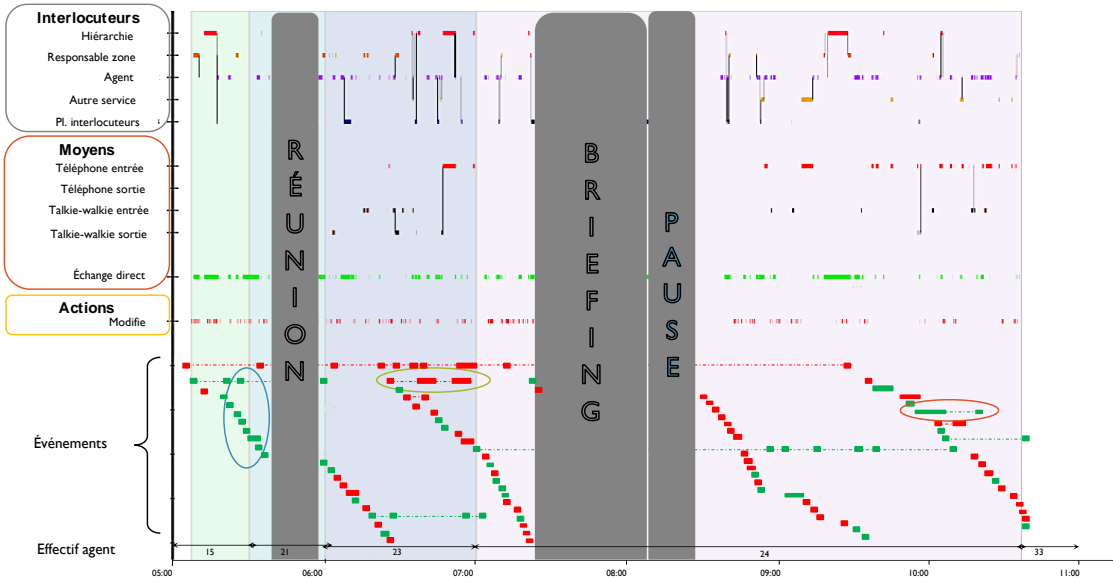 Interlocuteurs
Hiérarchie
Responsable zone
Agent
Autre service
Pl. interlocuteurs
Moyens
Téléphone entrée
Téléphone sortie
Talkie-walkie entrée
Talkie-walkie sortie
Échange direct
Actions
Modifie
Événements
Effectif agent
RÉUNION
BRIEFING
PAUSE
15
21
23
24
33
05:00
06:00
07:00
08:00
09:00
10:00
11:00